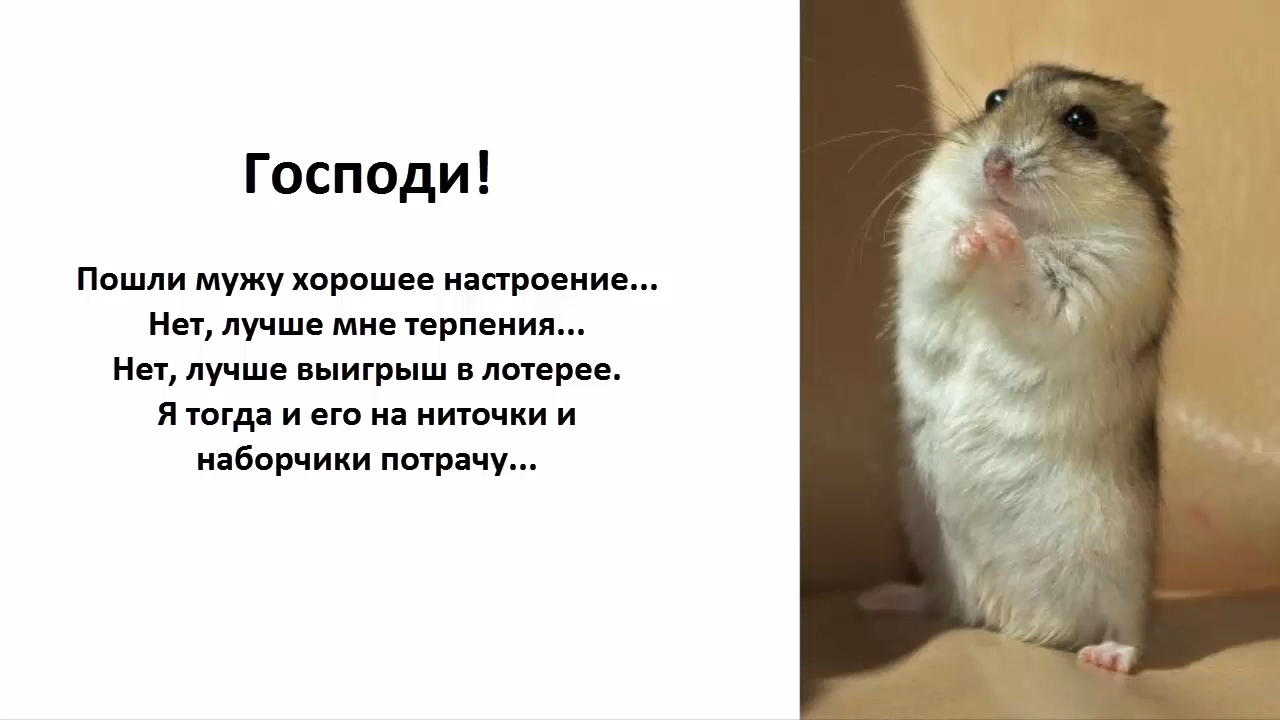 Господи!
Пошли мужу хорошее настроение...
Нет, лучше мне терпения...
Нет, лучше выигрыш в лотерее.
Я тогда и его на ниточки и
наборчики потрачу...